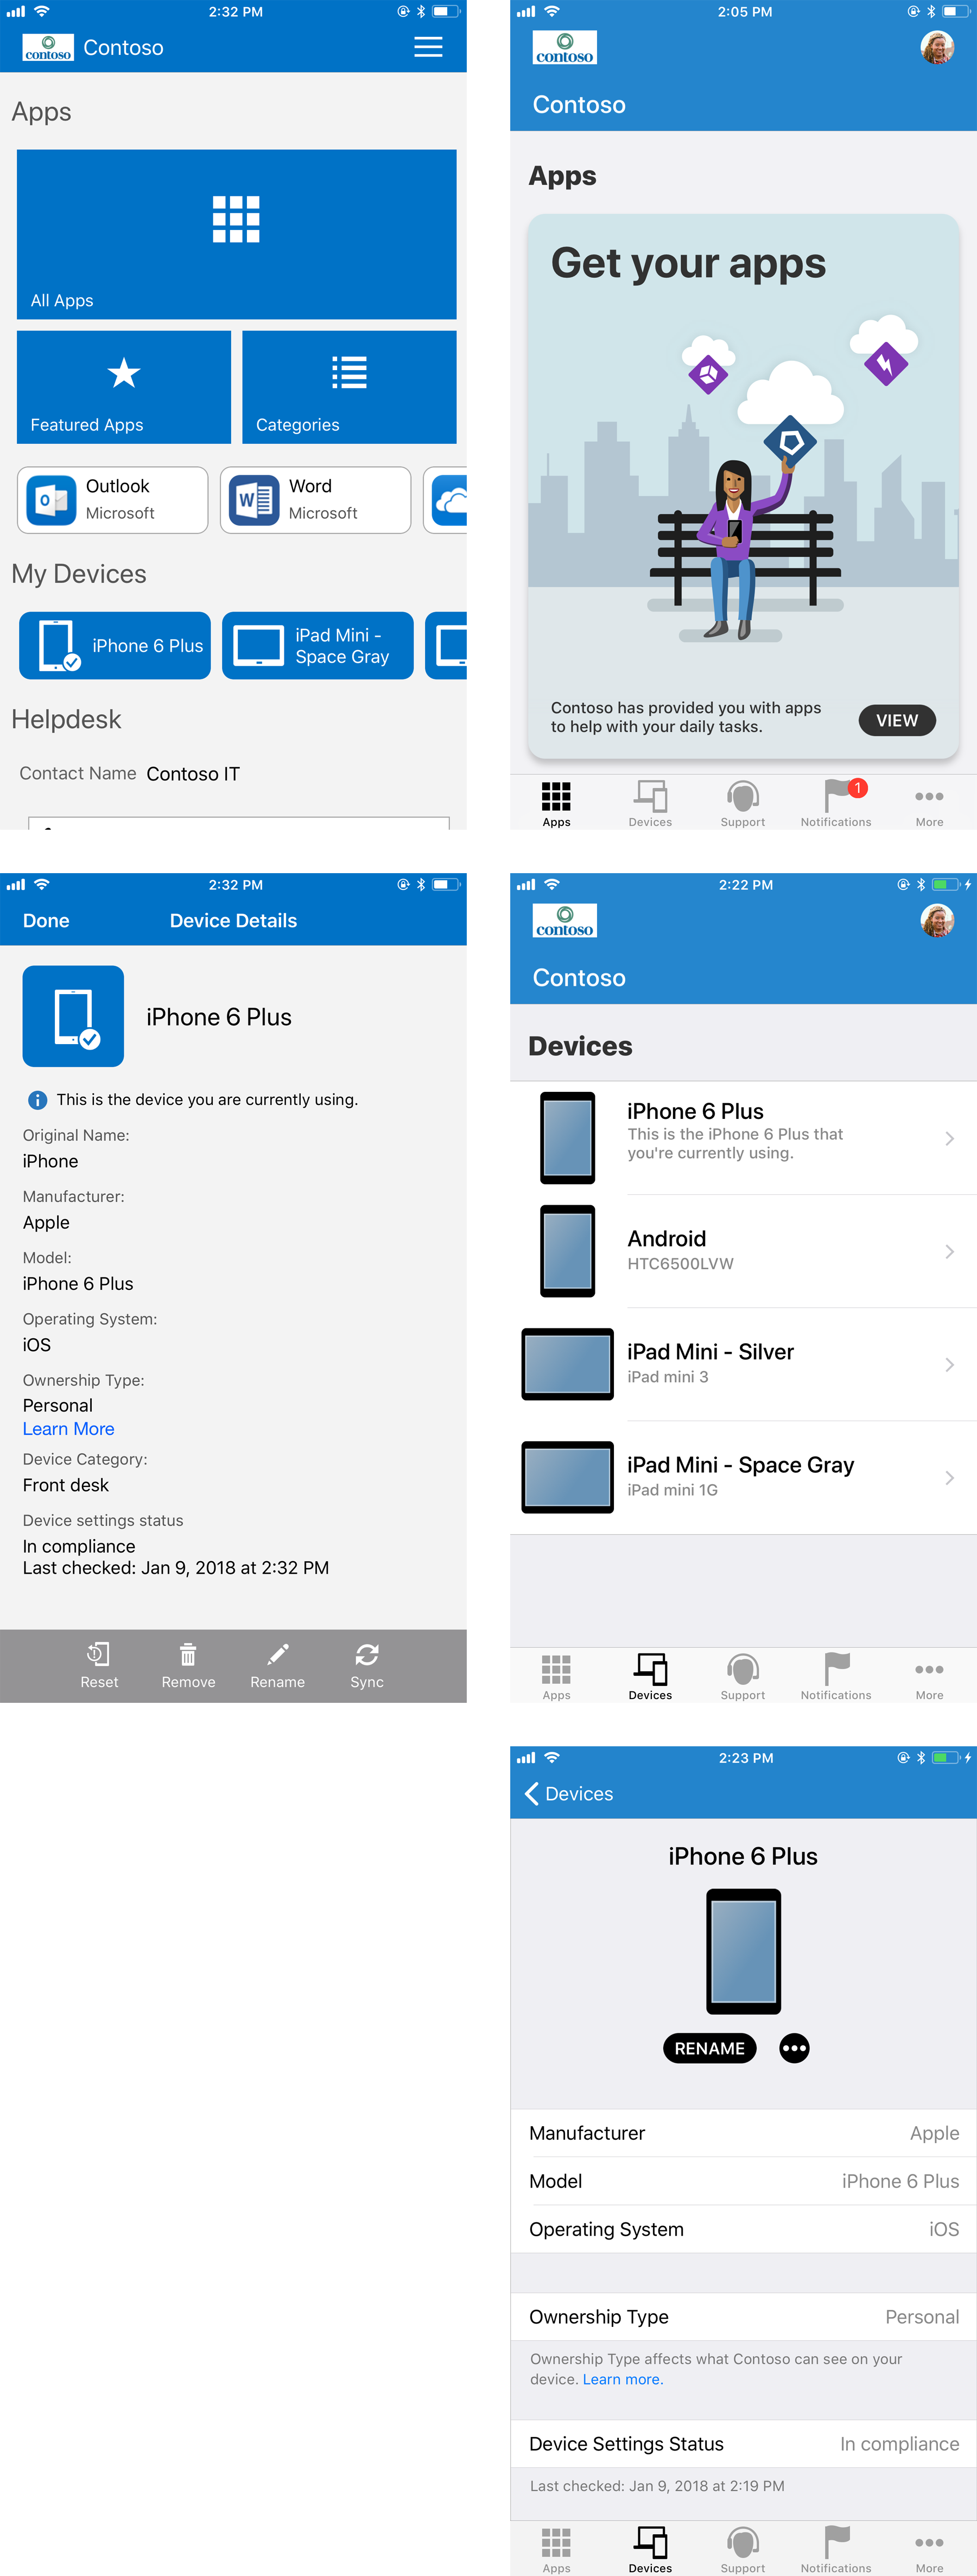 2:32 PM
contoso Contoso
Apps
All Apps
Featured Apps
Categories
Outlook
Microsoft
Word
Microsoft
My Devices
iPhone 6 Plus
iPad Mini -
Space Gray
Helpdesk
Contact Name Contoso IT
2:05 PM
contoso
Contoso
Apps
Get your apps
Contoso has provided you with apps
to help with your daily tasks.
VIEW
1
Apps Devices Support Notifications More
2:32 PM
Done Device Details
iPhone 6 Plus
This is the device you are currently using.
Original Name:
iPhone
Manufacturer:
Apple
Model:
iPhone 6 Plus
Operating System:
iOS
Ownership Type:
Personal
Learn More
Device Category:
Front desk
Device settings status
In compliance
Last checked: Jan 9, 2018 at 2:32 PM
Reset Remove Rename Sync
2:22 PM
contoso
Contoso
Devices
iPhone 6 Plus
This is the iPhone 6 Plus that
you're currently using.
Android
HTC6500LVW
iPad Mini - Silver
iPad mini 3
iPad Mini - Space Gray
iPad mini 1G
Apps Devices Support Notifications More
2:23 PM
Devices
iPhone 6 Plus
RENAME
Manufacturer Apple
Model iPhone 6 Plus
Operating System iOS
Ownership Type Personal
Ownership Type affects what Contoso can see on your
device. Learn more.
Device Settings Status In compliance
Last checked: Jan 9, 2018 at 2:19 PM
Apps Devices Support Notifications More